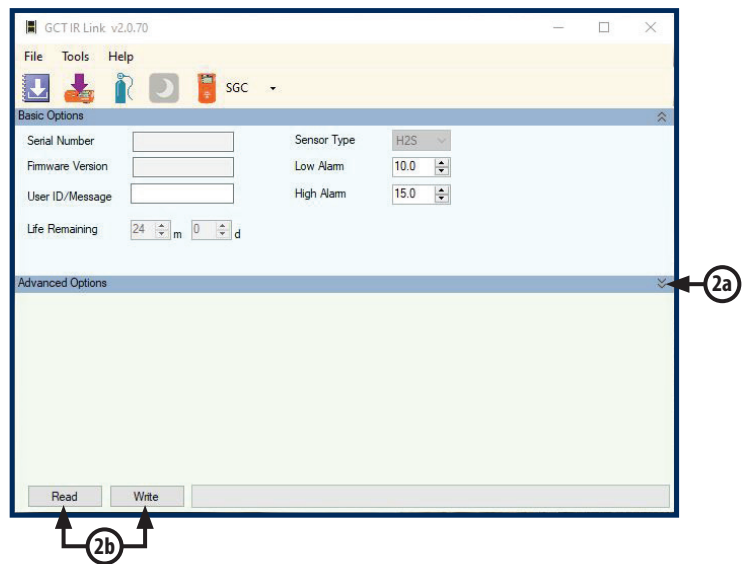 GCT IR Link v2.0.70
File Tools Help
SGC
Basic Options
Serial Number Sensor Type H2S
Firmware Version Low Alarm 10.0
User ID/Message High Alarm 15.0
Life Remaining 24 m 0 d
Advanced Options
2a
Read Write
2b